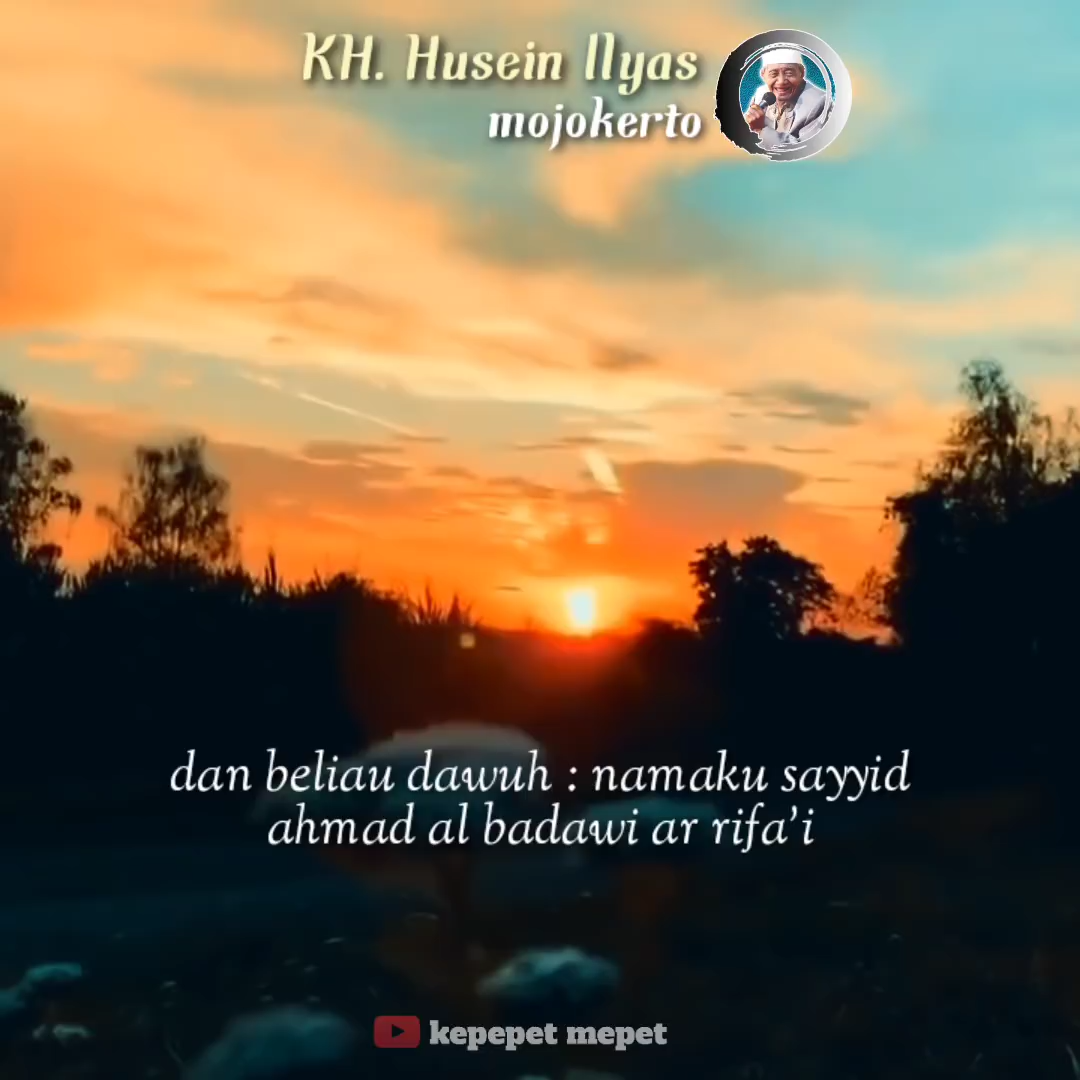 KH. Husein Ilyas
mojokerto
dan beliau dawuh : namaku sayyid
ahmad al badawi ar rifa'i
kepepet mepet